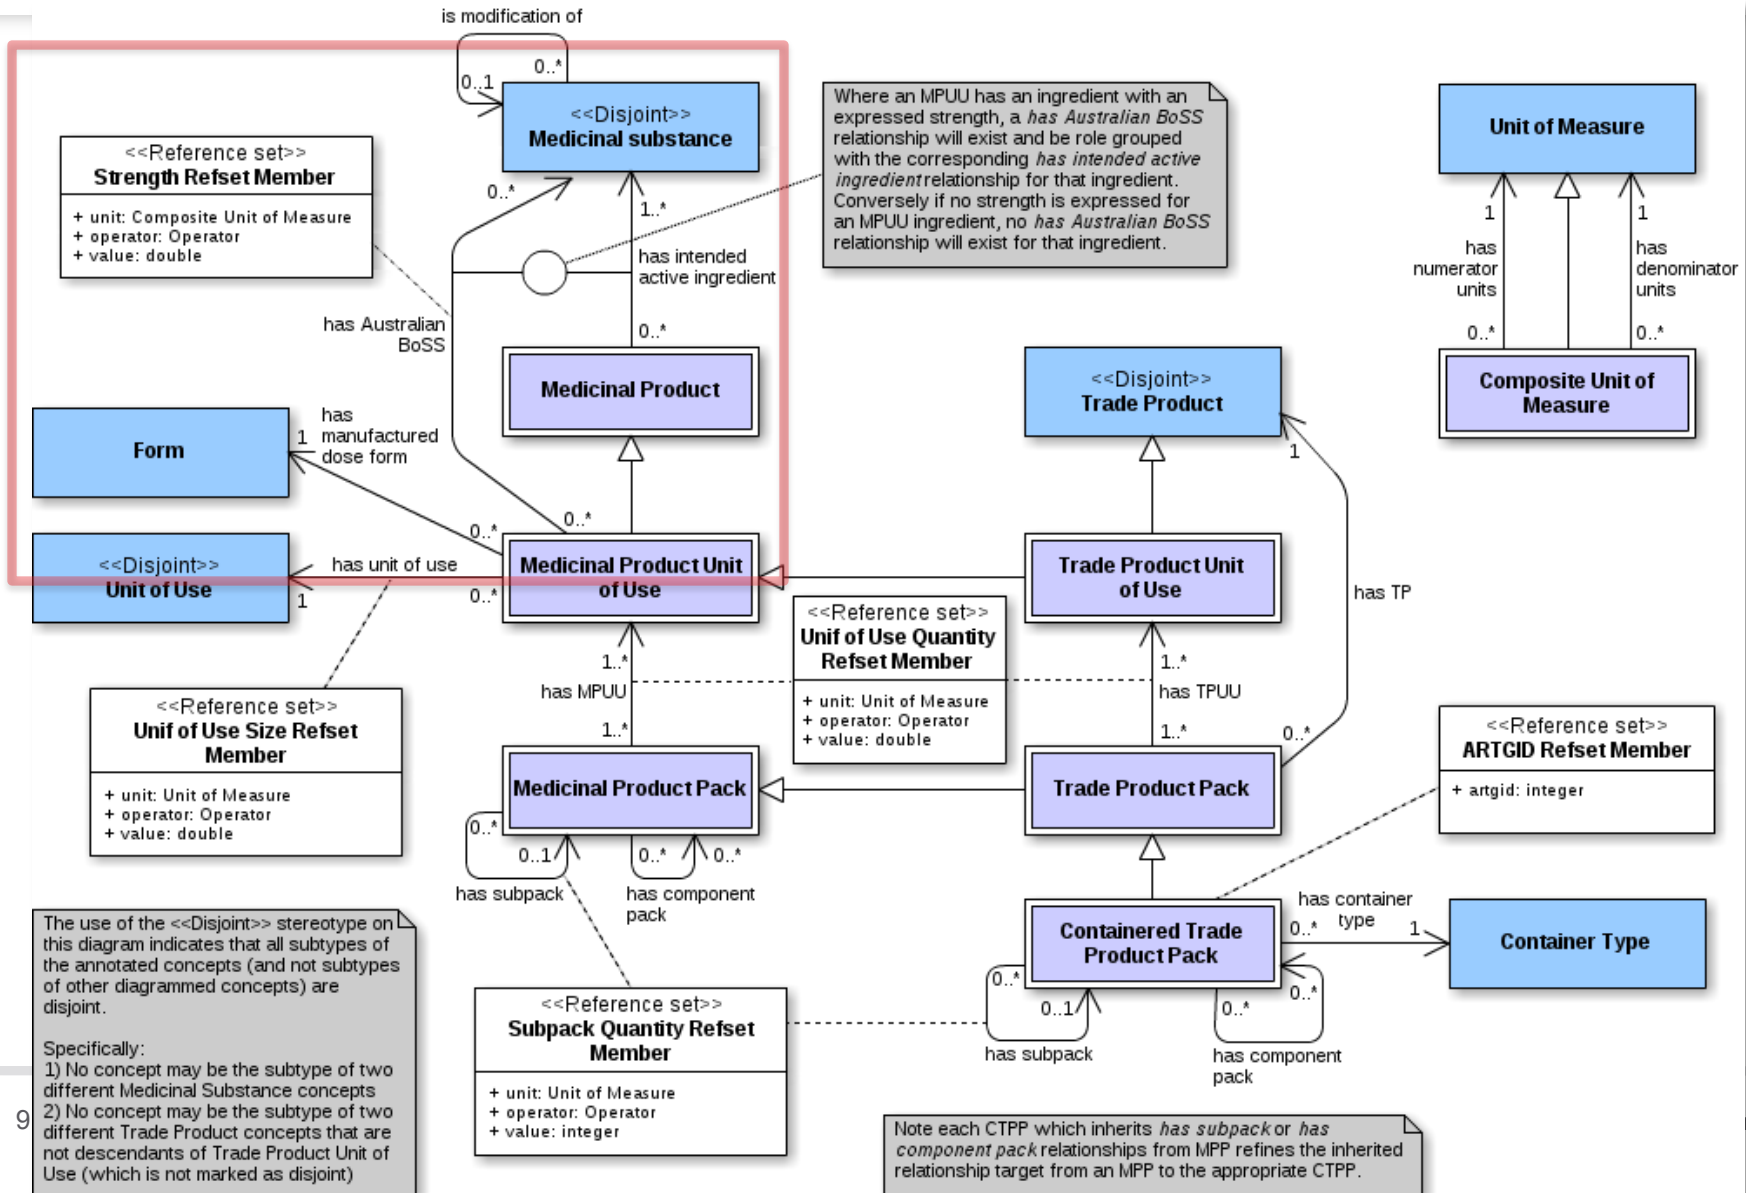 is modification of
0..1
0..*
<<Disjoint>>
Medicinal substance
<<Reference set>>
Strength Refset Member
+ unit: Composite Unit of Measure
+ operator: Operator
+ value: double
0..*
1..*
has intended
active ingredient
0..*
has Australian
BoSS
Where an MPUU has an ingredient with an
expressed strength, a has Australian BoSS
relationship will exist and be role grouped
with the corresponding has intended active
ingredient relationship for that ingredient.
Conversely if no strength is expressed for
an MPUU ingredient, no has Australian BoSS
relationship will exist for that ingredient.
Unit of Measure
1
1
has
numerator
units
has
denominator
units
0..*
0..*
Composite Unit of
Measure
Medicinal Product
<<Disjoint>>
Trade Product
1
Form
1
has
manufactured
dose form
0..*
0..*
<<Disjoint>>
Unit of Use
has unit of use
1
0..*
Medicinal Product Unit
of Use
Trade Product Unit
of Use
has TP
<<Reference set>>
Unif of Use Quantity
Refset Member
+ unit: Unit of Measure
+ operator: Operator
+ value: double
1..*
has MPUU
1..*
1..*
has TPUU
1..*
0..*
<<Reference set>>
Unif of Use Size Refset
Member
+ unit: Unit of Measure
+ operator: Operator
+ value: double
Medicinal Product Pack
Trade Product Pack
<<Reference set>>
ARTGID Refset Member
+ artgid: integer
0..*
0..1
0..*
0..*
has subpack
has component
pack
Containered Trade
Product Pack
has container
type
0..*
1
Container Type
0..*
0..1
0..*
0..*
has subpack
has component
pack
<<Reference set>>
Subpack Quantity Refset
Member
+ unit: Unit of Measure
+ operator: Operator
+ value: integer
The use of the <<Disjoint>> stereotype on
this diagram indicates that all subtypes of
the annotated concepts (and not subtypes
of other diagrammed concepts) are
disjoint.
Specifically:
1) No concept may be the subtype of two
different Medicinal Substance concepts
2) No concept may be the subtype of two
different Trade Product concepts that are
not descendants of Trade Product Unit of
Use (which is not marked as disjoint)
9
Note each CTPP which inherits has subpack or has
component pack relationships from MPP refines the inherited
relationship target from an MPP to the appropriate CTPP.